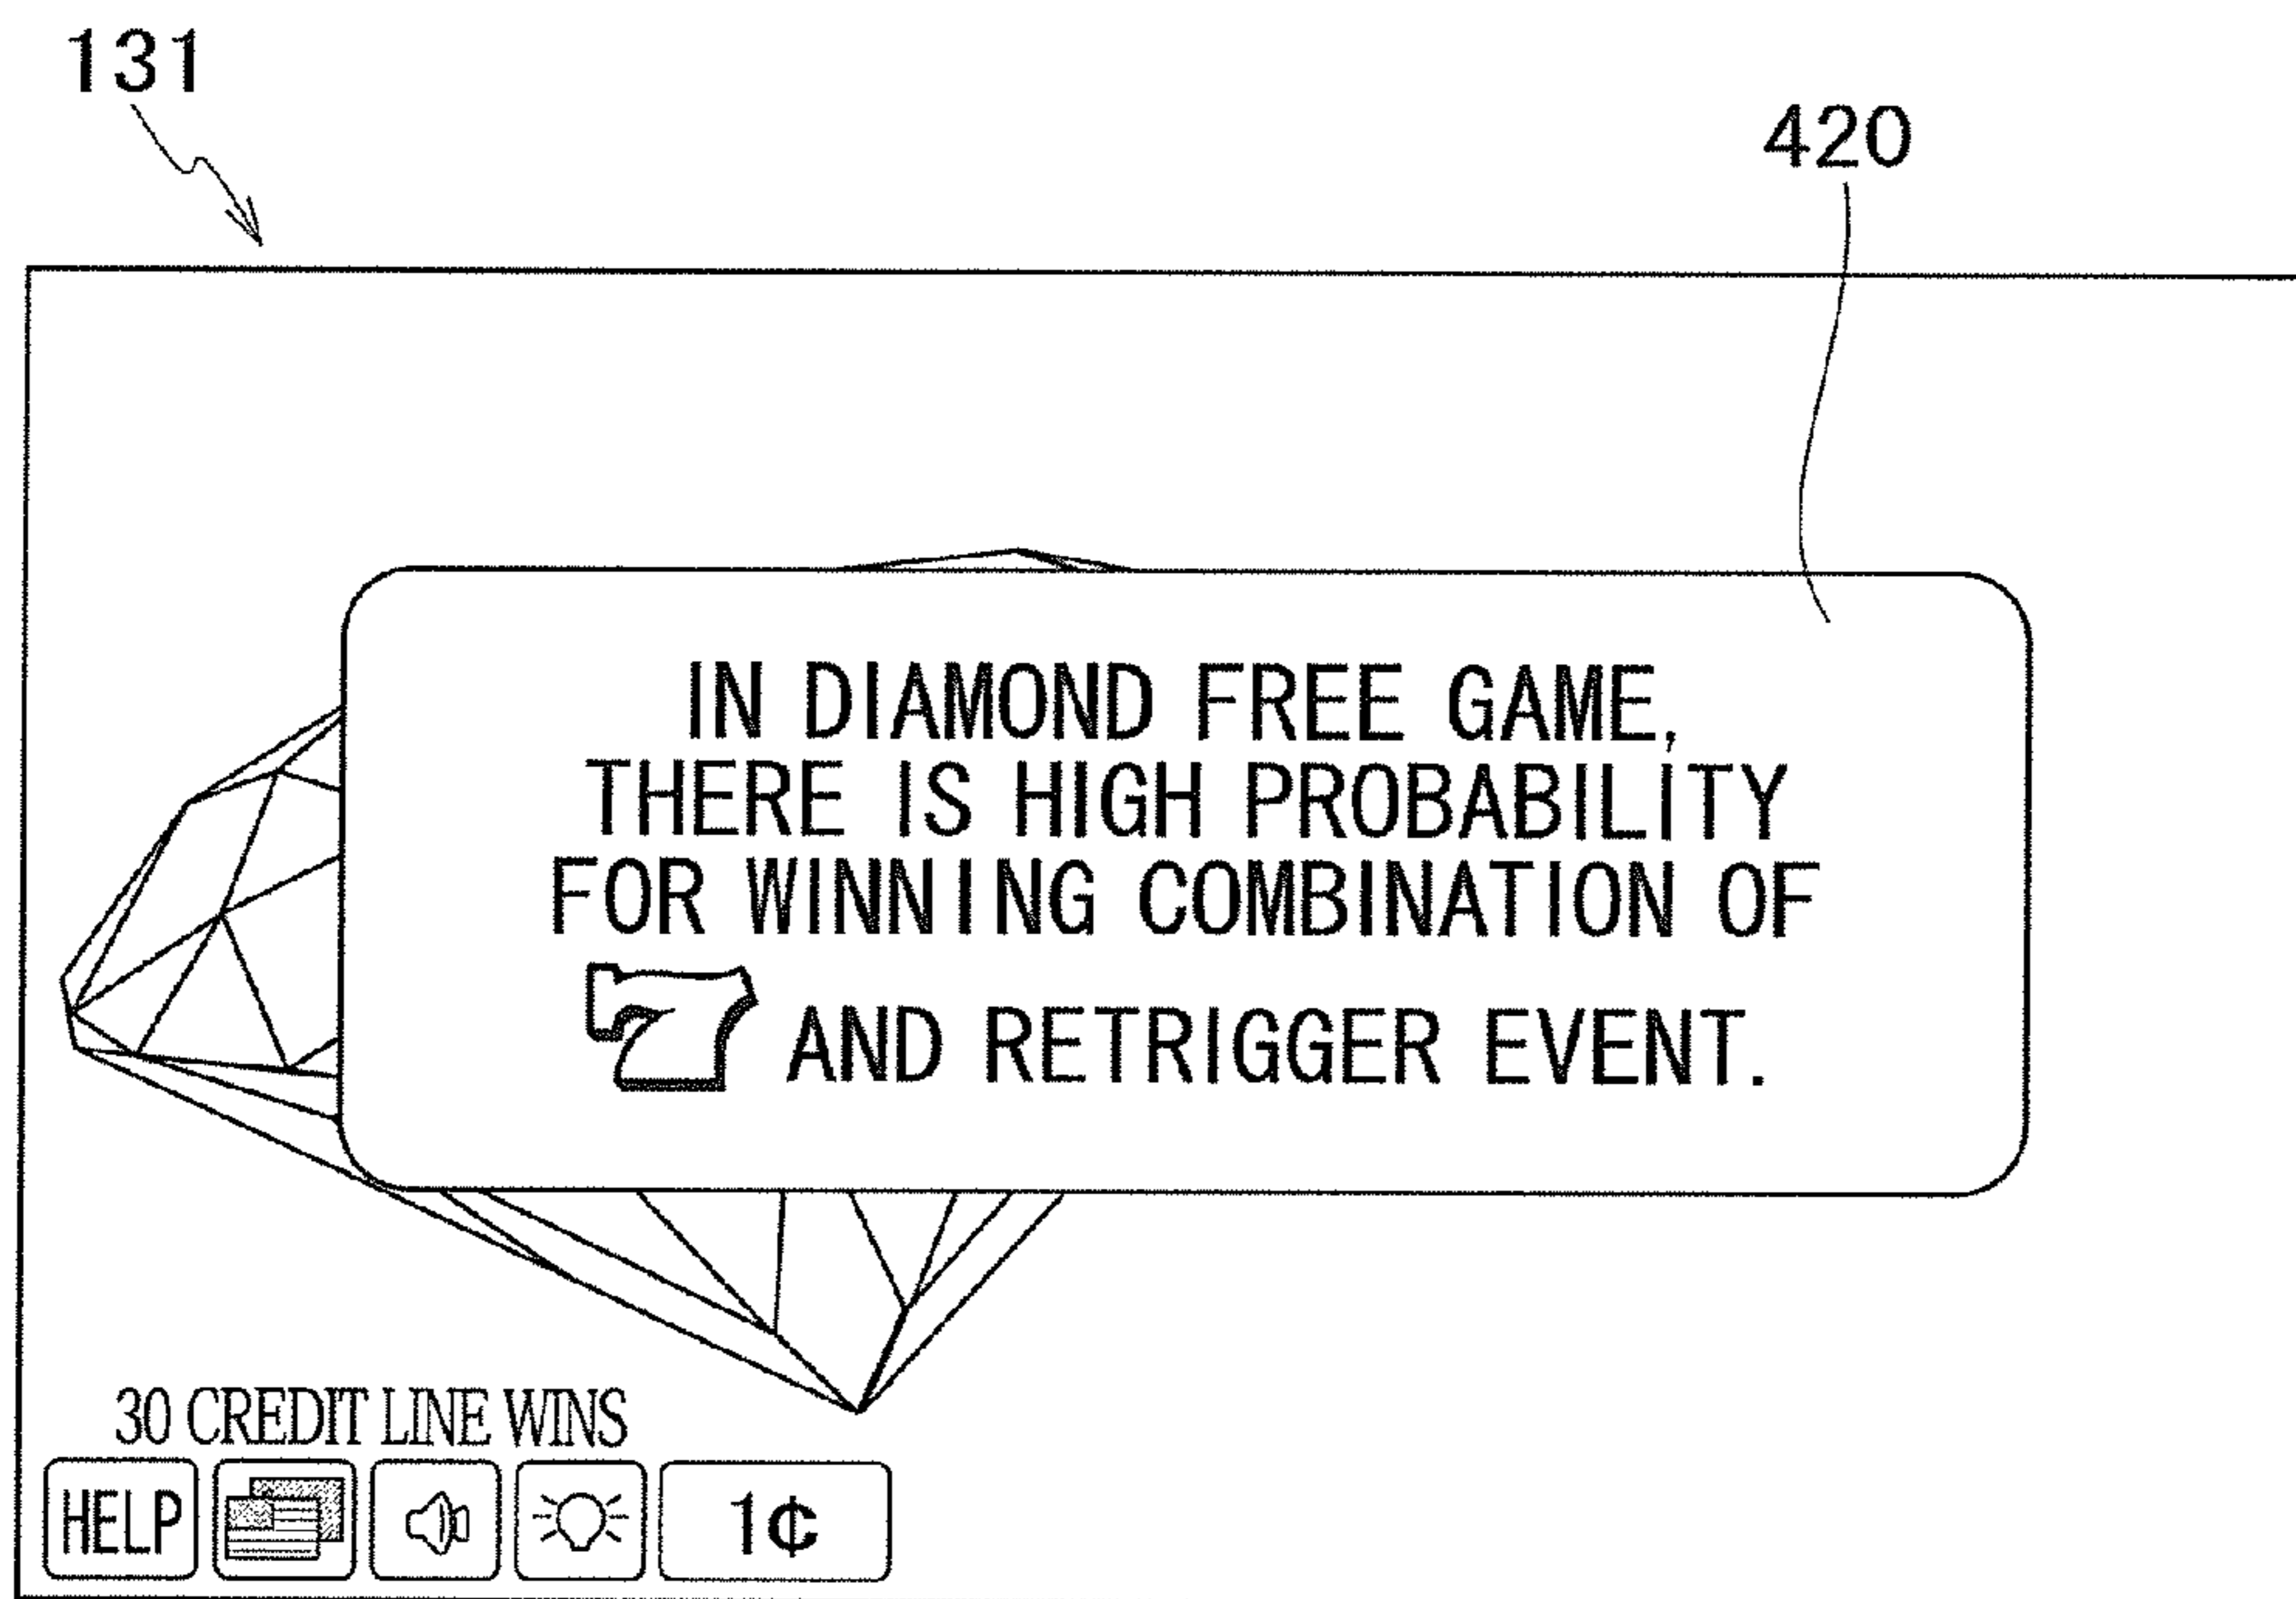 131
420
IN DIAMOND FREE GAME,
THERE IS HIGH PROBABILITY
FOR WINNING COMBINATION OF
7 AND RETRIGGER EVENT.
30 CREDIT LINE WINS
HELP
1¢